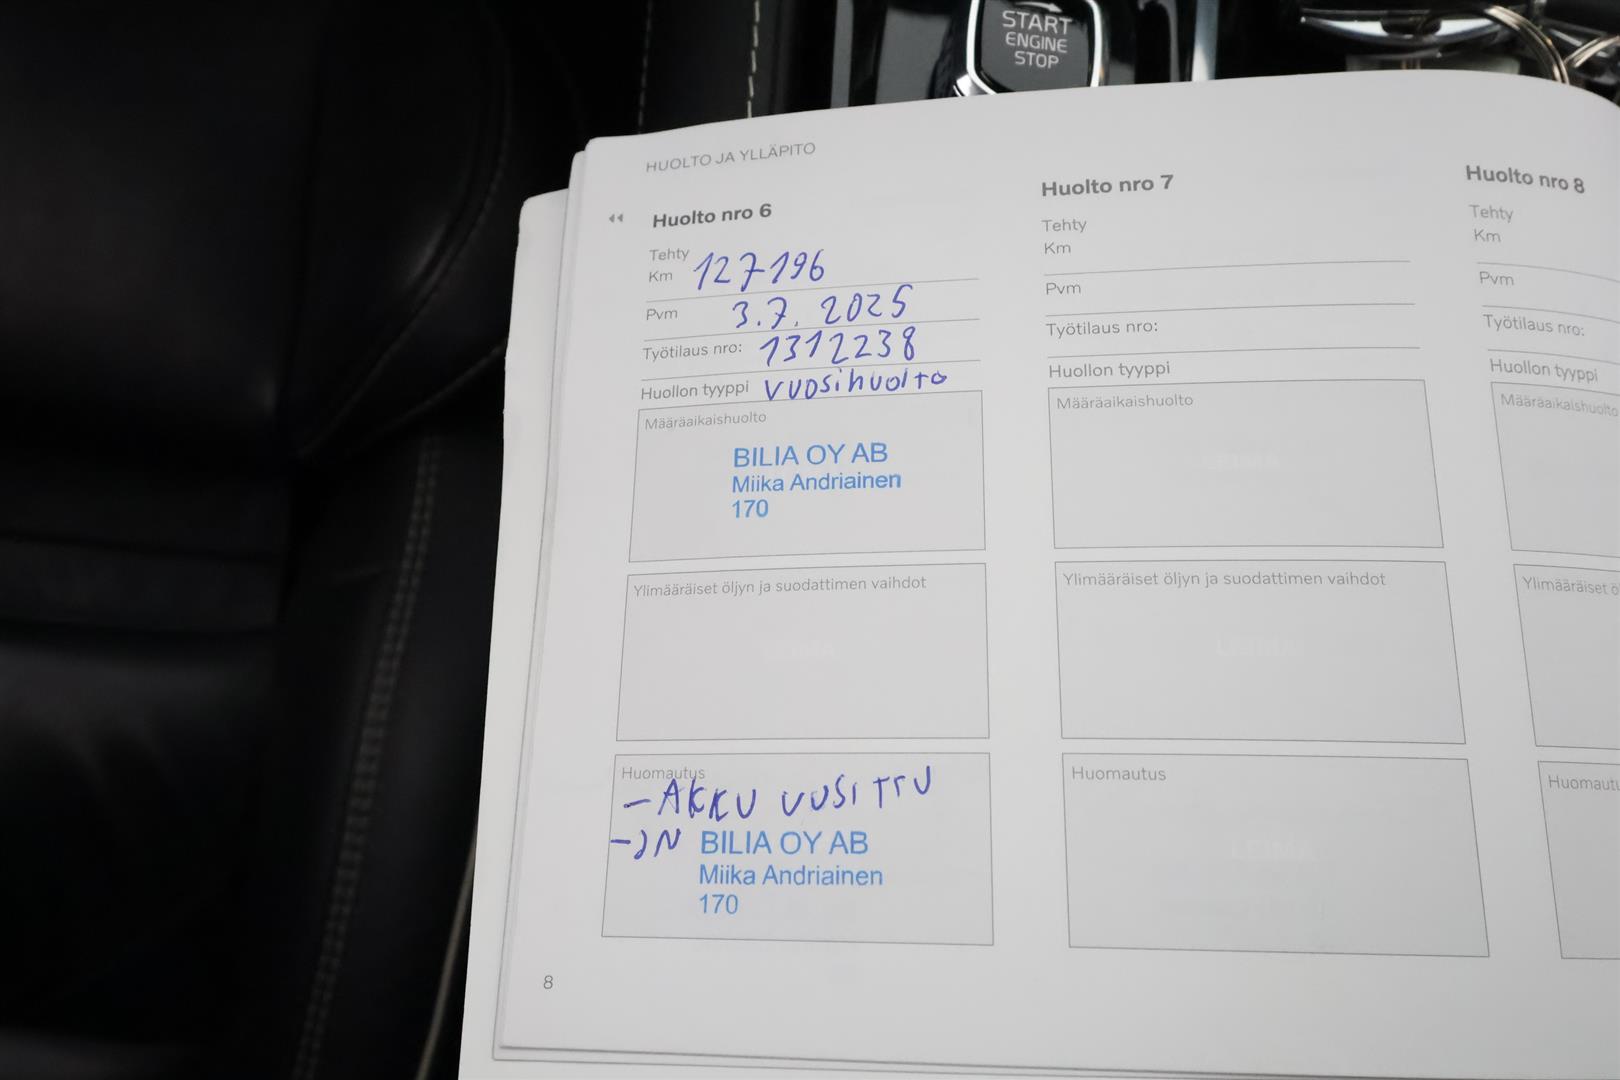 START
ENGINE
STOP
HUOLTO JA YLLÄPITO
Huolto nro 6
Tehty
Km 127196
Pvm 3.7. 2025
Työtilaus nro: 1312238
Huollon tyyppi vuosihuolto
Määräaikaishuolto
BILIA OY AB
Miika Andriainen
170
Ylimääräiset öljyn ja suodattimen vaihdot
Huomautus
-AKKU UUSITTU
BILIA OY AB
Miika Andriainen
170
8
Huolto nro 7
Tehty
Km
Pvm
Työtilaus nro:
Huollon tyyppi
Määräaikaishuolto
Ylimääräiset öljyn ja suodattimen vaihdot
Huomautus
Huolto nro 8
Tehty
Km
Pvm
Työtilaus nro:
Huollon tyyppi
Määräaikaishuolto
Ylimääräiset ö
Huomautu